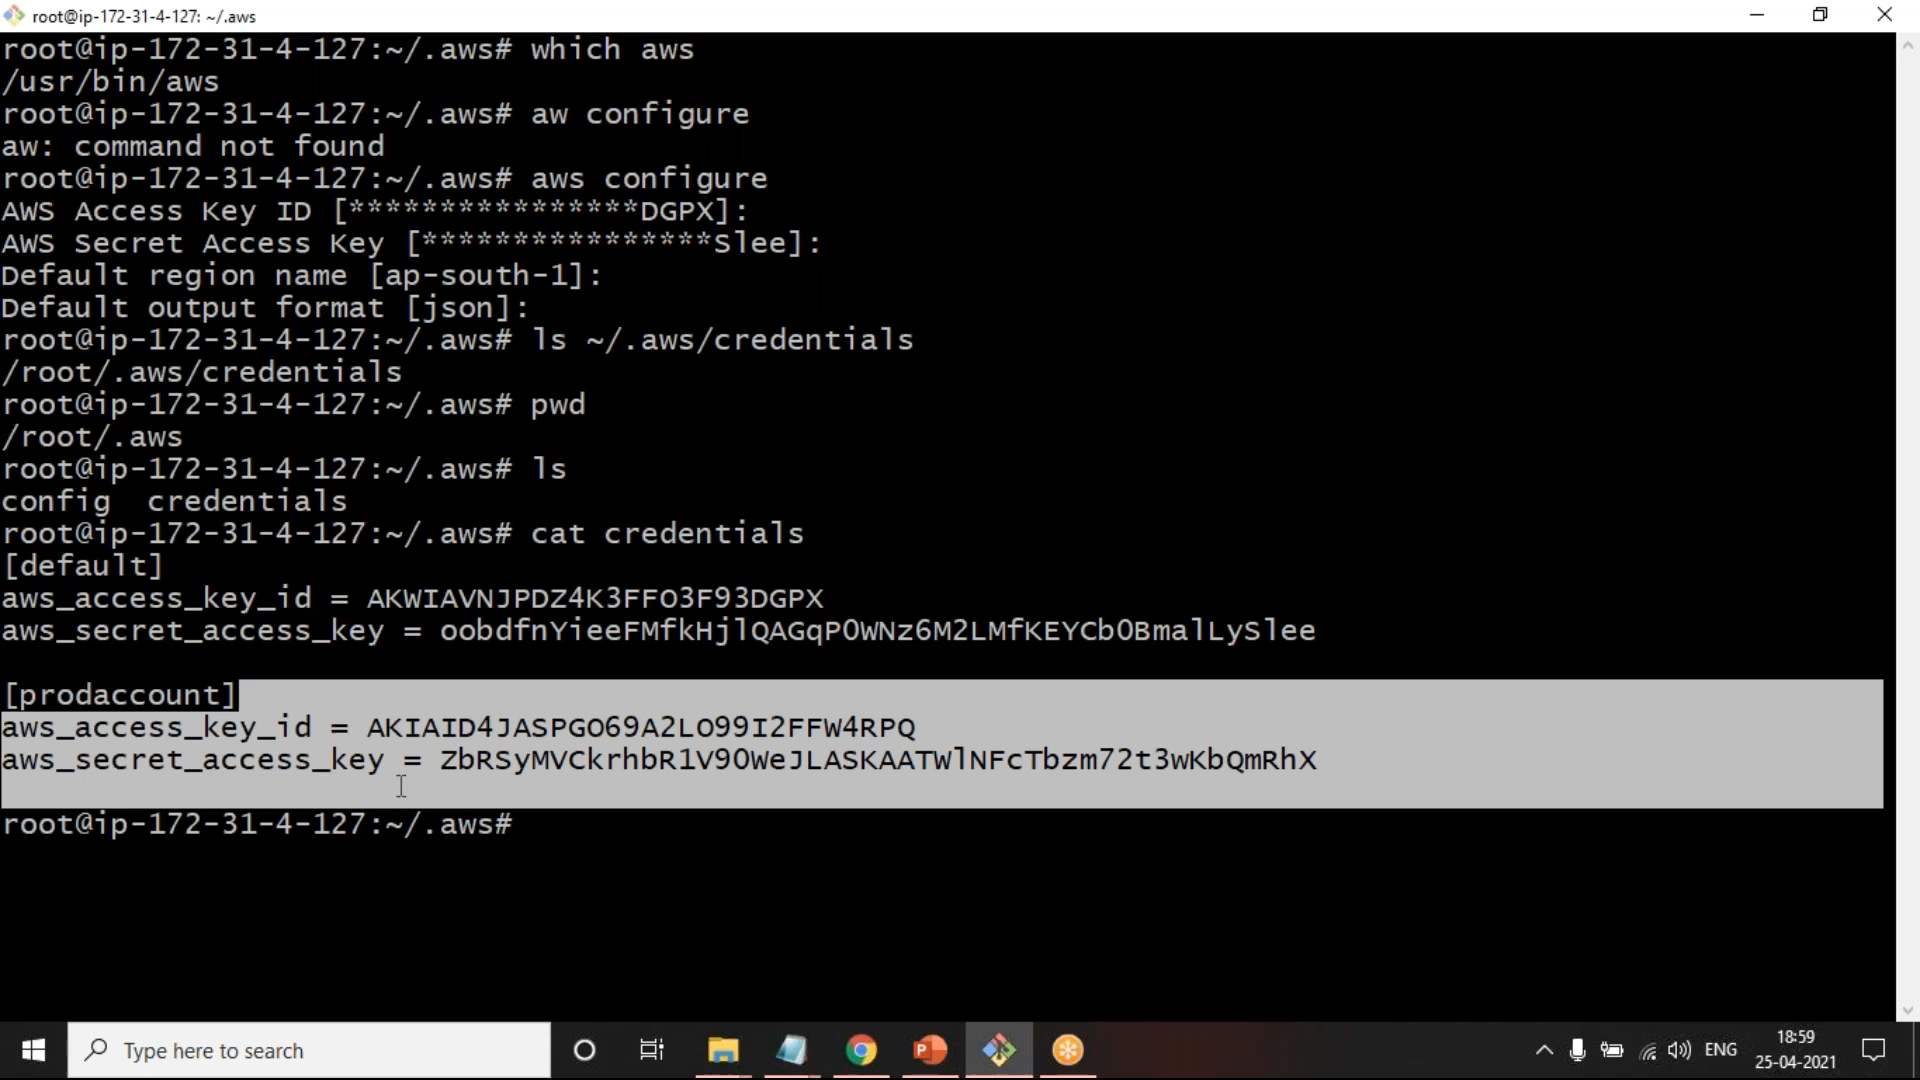 root@ip-172-31-4-127: ~/.aws
root@ip-172-31-4-127:~/.aws# which aws
/usr/bin/aws
root@ip-172-31-4-127:~/.aws# aw configure
aw: command not found
root@ip-172-31-4-127:~/.aws# aws configure
AWS Access Key ID [****************DGPX]:
AWS Secret Access Key [****************Slee]:
Default region name [ap-south-1]:
Default output format [json]:
root@ip-172-31-4-127:~/.aws# ls ~/.aws/credentials
/root/.aws/credentials
root@ip-172-31-4-127:~/.aws# pwd
/root/.aws
root@ip-172-31-4-127:~/.aws# ls
config  credentials
root@ip-172-31-4-127:~/.aws# cat credentials
[default]
aws_access_key_id = AKWIAVNJPDZ4K3FFO3F93DGPX
aws_secret_access_key = oobdfnYieeFMfkHjlQAGqP0WNz6M2LMfKEYCb0BmalLySlee
[prodaccount]
aws_access_key_id = AKIAID4JASPGO69A2LO99I2FFW4RPQ
aws_secret_access_key = ZbRSyMVCkrhbR1V90WeJLASKAATWlNFcTbzm72t3wKbQmRhX
root@ip-172-31-4-127:~/.aws#
Type here to search
ENG
18:59
25-04-2021